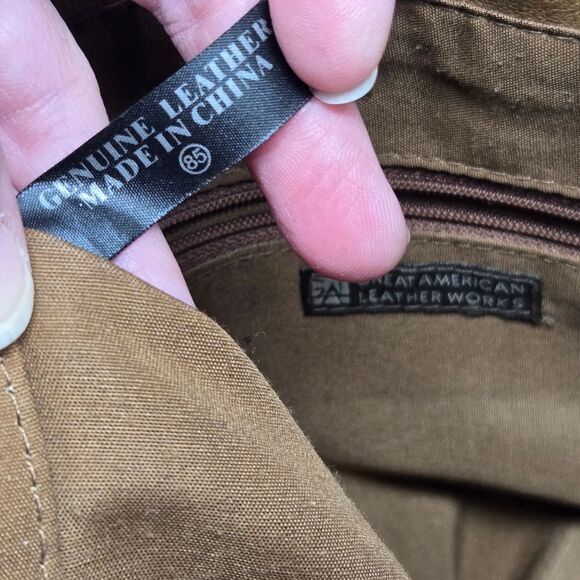 GENUINE LEATHER
MADE IN CHINA
85
GREAT AMERICAN
LEATHER WORKS